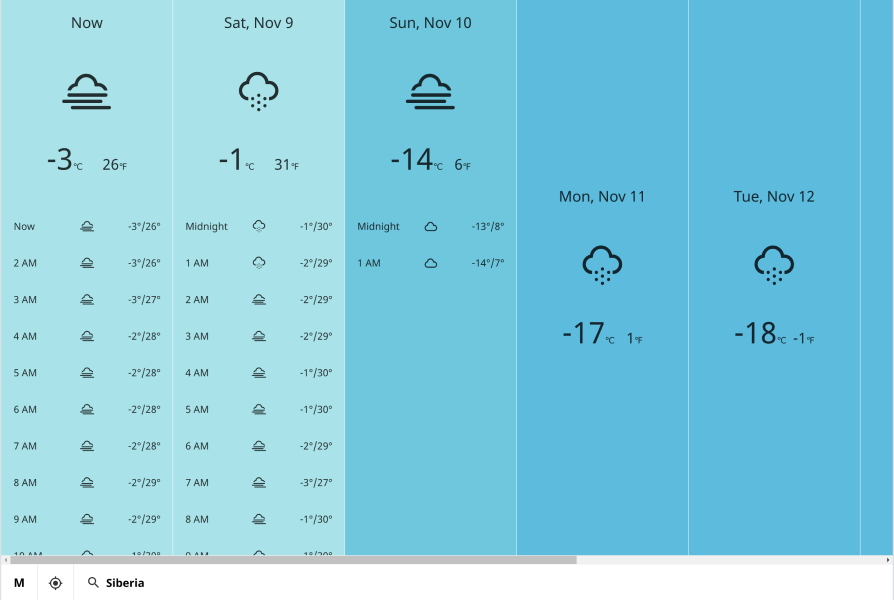 Now
-3°C 26°F
Now -3°/26°
2 AM -3°/26°
3 AM -3°/27°
4 AM -2°/28°
5 AM -2°/28°
6 AM -2°/28°
7 AM -2°/28°
8 AM -2°/29°
9 AM -2°/29°
Sat, Nov 9
-1°C 31°F
Midnight -1°/30°
1 AM -2°/29°
2 AM -2°/29°
3 AM -2°/29°
4 AM -1°/30°
5 AM -1°/30°
6 AM -2°/29°
7 AM -3°/27°
8 AM -1°/30°
Sun, Nov 10
-14°C 6°F
Midnight -13°/8°
1 AM -14°/7°
Mon, Nov 11
-17°C 1°F
Tue, Nov 12
-18°C -1°F
M Siberia